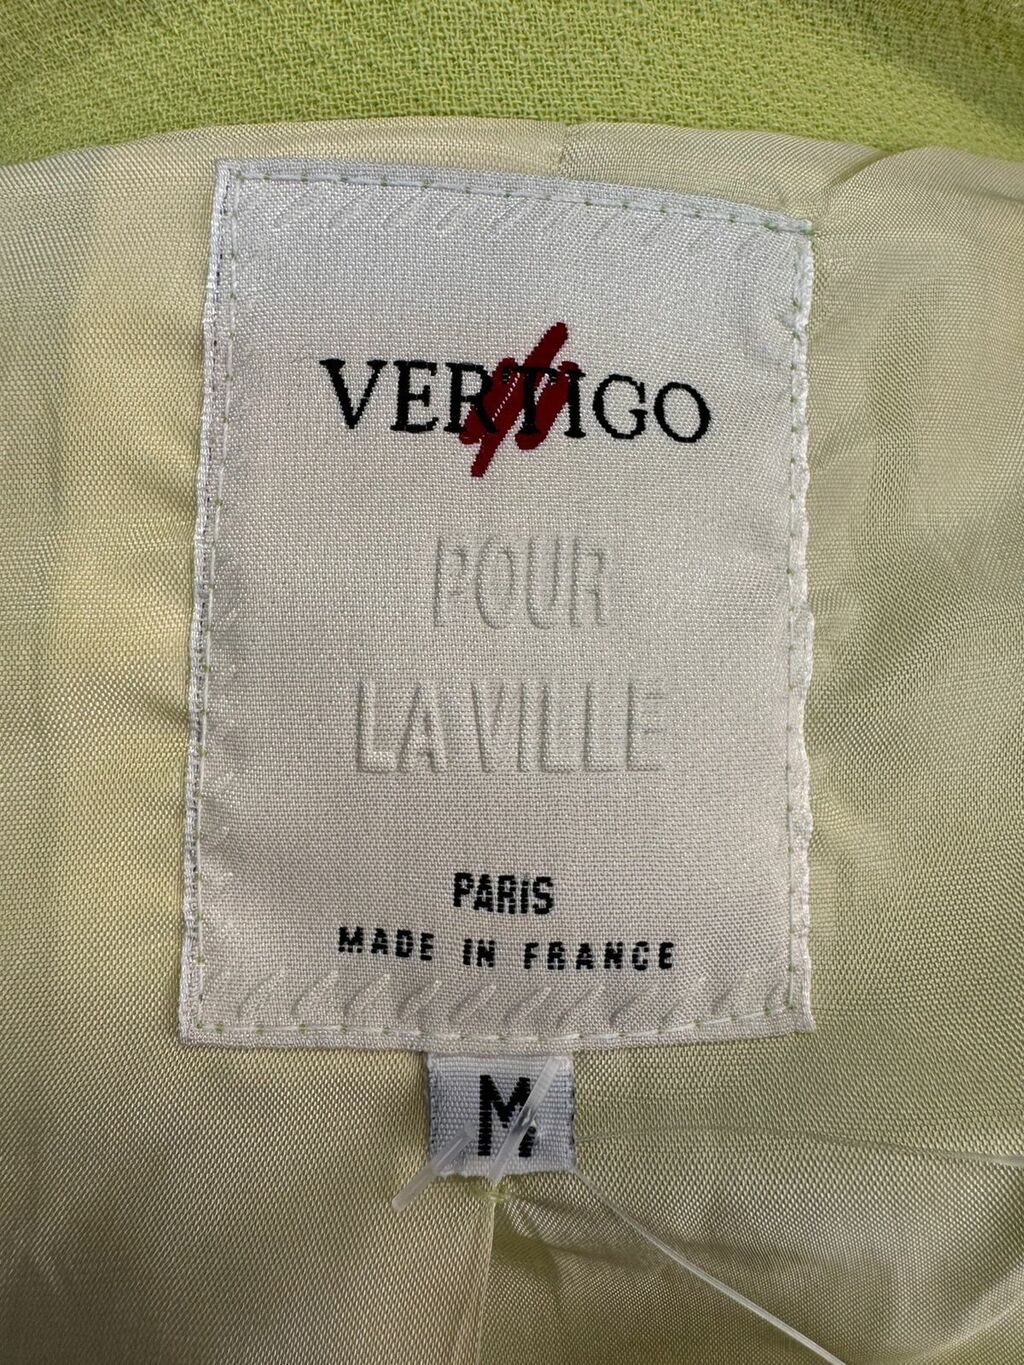 VERTIGO
POUR
LA VILLE
PARIS
MADE IN FRANCE
M